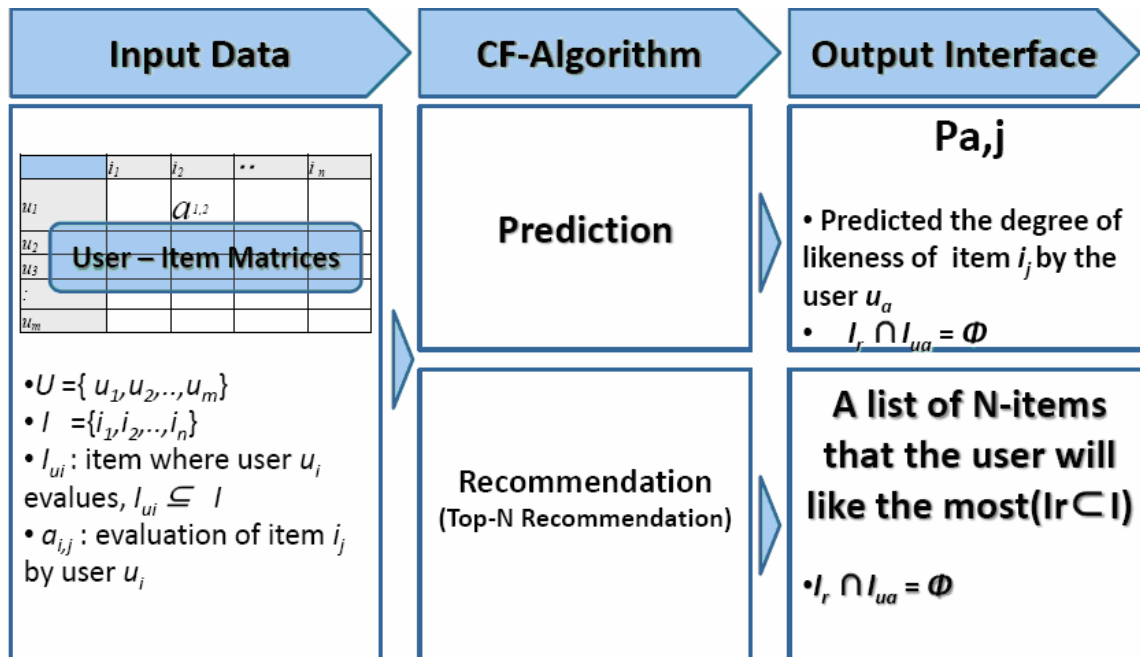 Input Data
i1 i2 ·· in
u1 a1,2
u2
User – Item Matrices
u3
:
um
•U ={ u1,u2,..,um}
• I ={i1,i2,..,in}
• Iui : item where user ui
evalues, Iui ⊆ I
• ai,j : evaluation of item ij
by user ui
CF-Algorithm
Prediction
Recommendation
(Top-N Recommendation)
Output Interface
Pa,j
• Predicted the degree of
likeness of item ij by the
user ua
• Ir ∩ Iua = Φ
A list of N-items
that the user will
like the most(Ir⊂I)
•Ir ∩ Iua = Φ